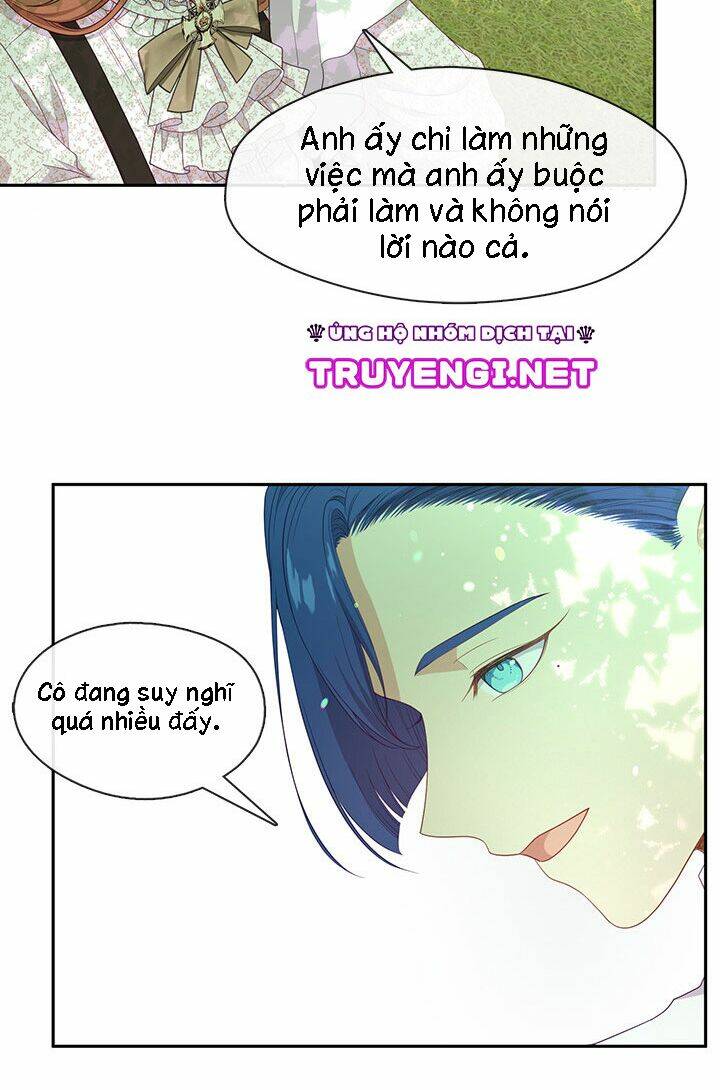 Anh ấy chỉ làm những
việc mà anh ấy buộc
phải làm và không nói
lời nào cả.
ỦNG HỘ NHÓM DỊCH TẠI
TRUYENGI.NET
Cô đang suy nghĩ
quá nhiều đấy.